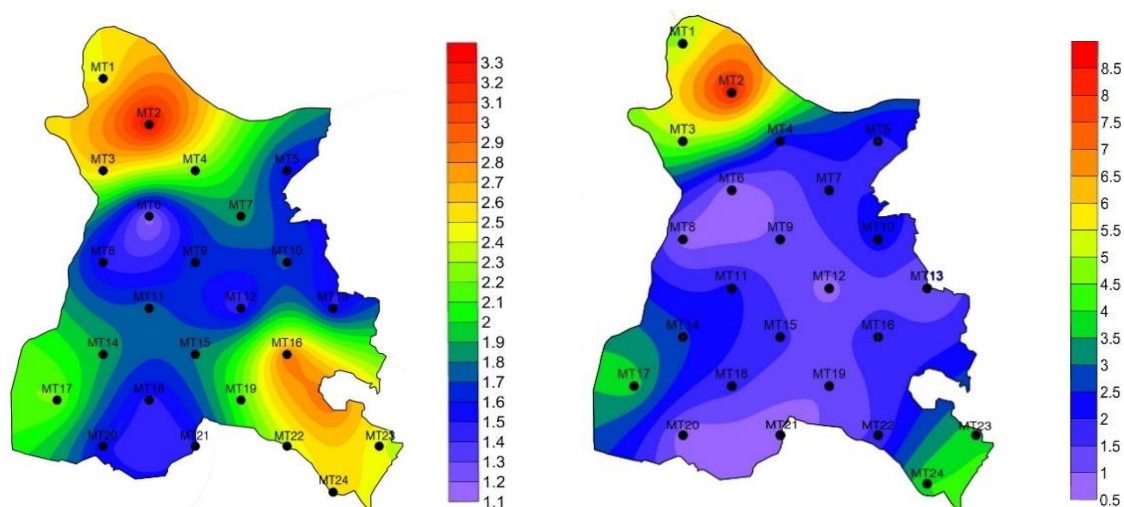 MT1
MT2
MT3
MT4
MT5
MT6
MT7
MT8
MT9
MT10
MT11
MT12
MT13
MT14
MT15
MT16
MT17
MT18
MT19
MT20
MT21
MT22
MT23
MT24
3.3
3.2
3.1
3
2.9
2.8
2.7
2.6
2.5
2.4
2.3
2.2
2.1
2
1.9
1.8
1.7
1.6
1.5
1.4
1.3
1.2
1.1
MT1
MT2
MT3
MT4
MT5
MT6
MT7
MT8
MT9
MT10
MT11
MT12
MT13
MT14
MT15
MT16
MT17
MT18
MT19
MT20
MT21
MT22
MT23
MT24
8.5
8
7.5
7
6.5
6
5.5
5
4.5
4
3.5
3
2.5
2
1.5
1
0.5